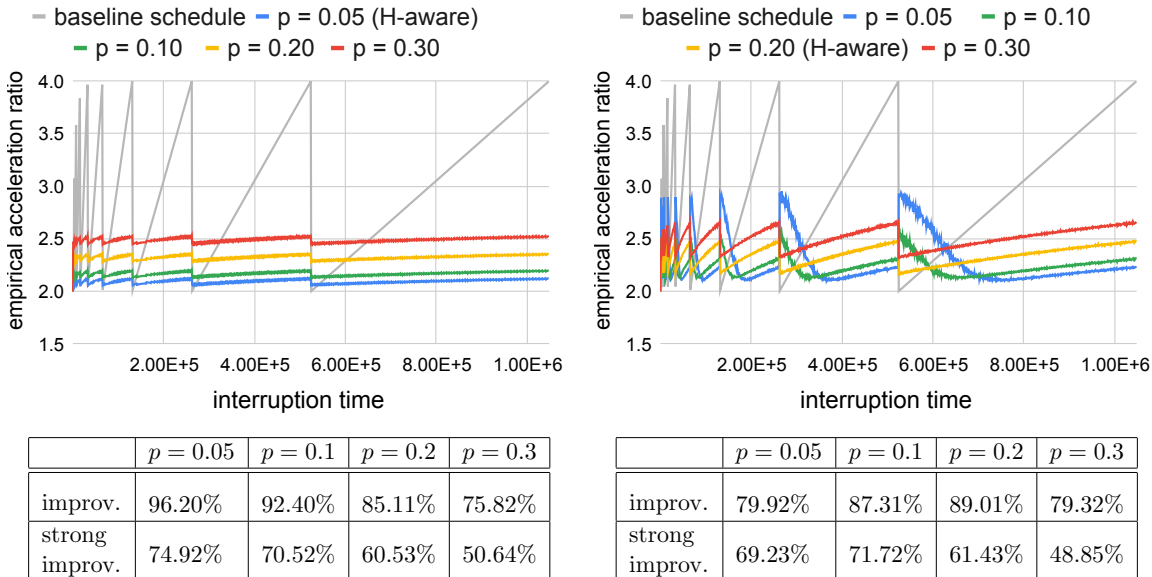 baseline schedule p = 0.05 (H-aware)
p = 0.10 p = 0.20 p = 0.30
empirical acceleration ratio
4.0
3.5
3.0
2.5
2.0
1.5
2.00E+5 4.00E+5 6.00E+5 8.00E+5 1.00E+6
interruption time
p = 0.05 p = 0.1 p = 0.2 p = 0.3
improv. 96.20% 92.40% 85.11% 75.82%
strong
improv. 74.92% 70.52% 60.53% 50.64%
baseline schedule p = 0.05 p = 0.10
p = 0.20 (H-aware) p = 0.30
empirical acceleration ratio
4.0
3.5
3.0
2.5
2.0
1.5
2.00E+5 4.00E+5 6.00E+5 8.00E+5 1.00E+6
interruption time
p = 0.05 p = 0.1 p = 0.2 p = 0.3
improv. 79.92% 87.31% 89.01% 79.32%
strong
improv. 69.23% 71.72% 61.43% 48.85%